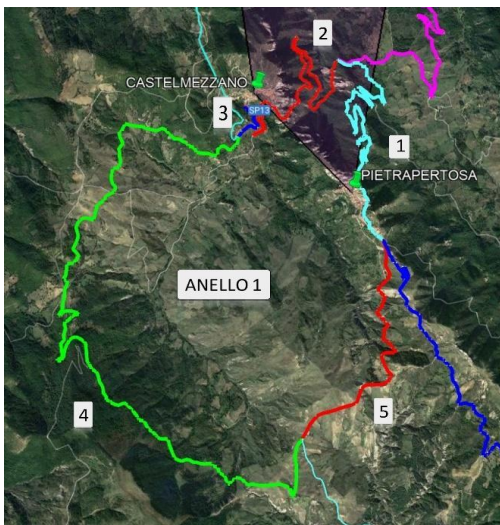 2
CASTELMEZZANO
SP13
3
1
PIETRAPERTOSA
ANELLO 1
4
5